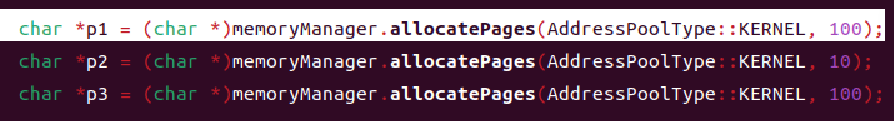 char *p1 = (char *)memoryManager.allocatePages(AddressPoolType::KERNEL, 100);
char *p2 = (char *)memoryManager.allocatePages(AddressPoolType::KERNEL, 10);
char *p3 = (char *)memoryManager.allocatePages(AddressPoolType::KERNEL, 100);